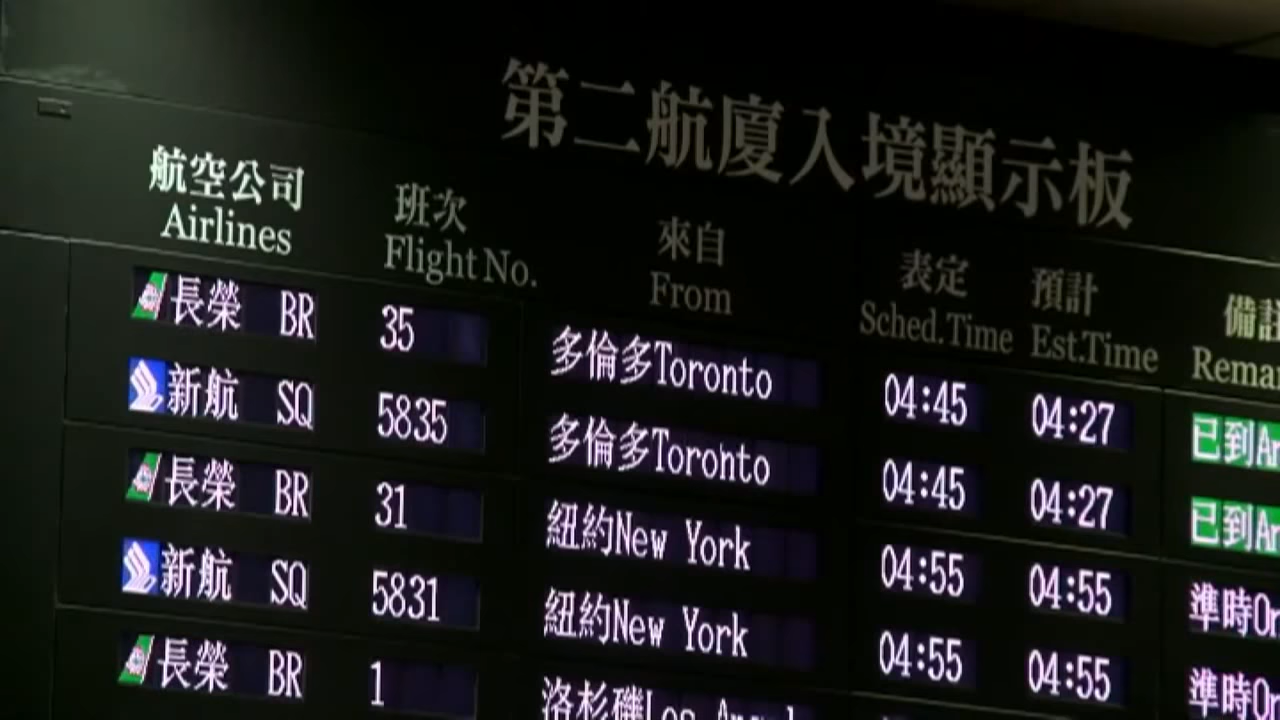 第二航廈入境顯示板
航空公司 班次 來自 表定 預計
Airlines Flight No. From Sched.Time Est.Time
長榮 BR 35 多倫多Toronto 04:45 04:27 已到
新航 SQ 5835 多倫多Toronto 04:45 04:27 已到
長榮 BR 31 紐約New York 04:55 04:55 準時
新航 SQ 5831 紐約New York 04:55 04:55 準時
長榮 BR 1 洛杉磯Los